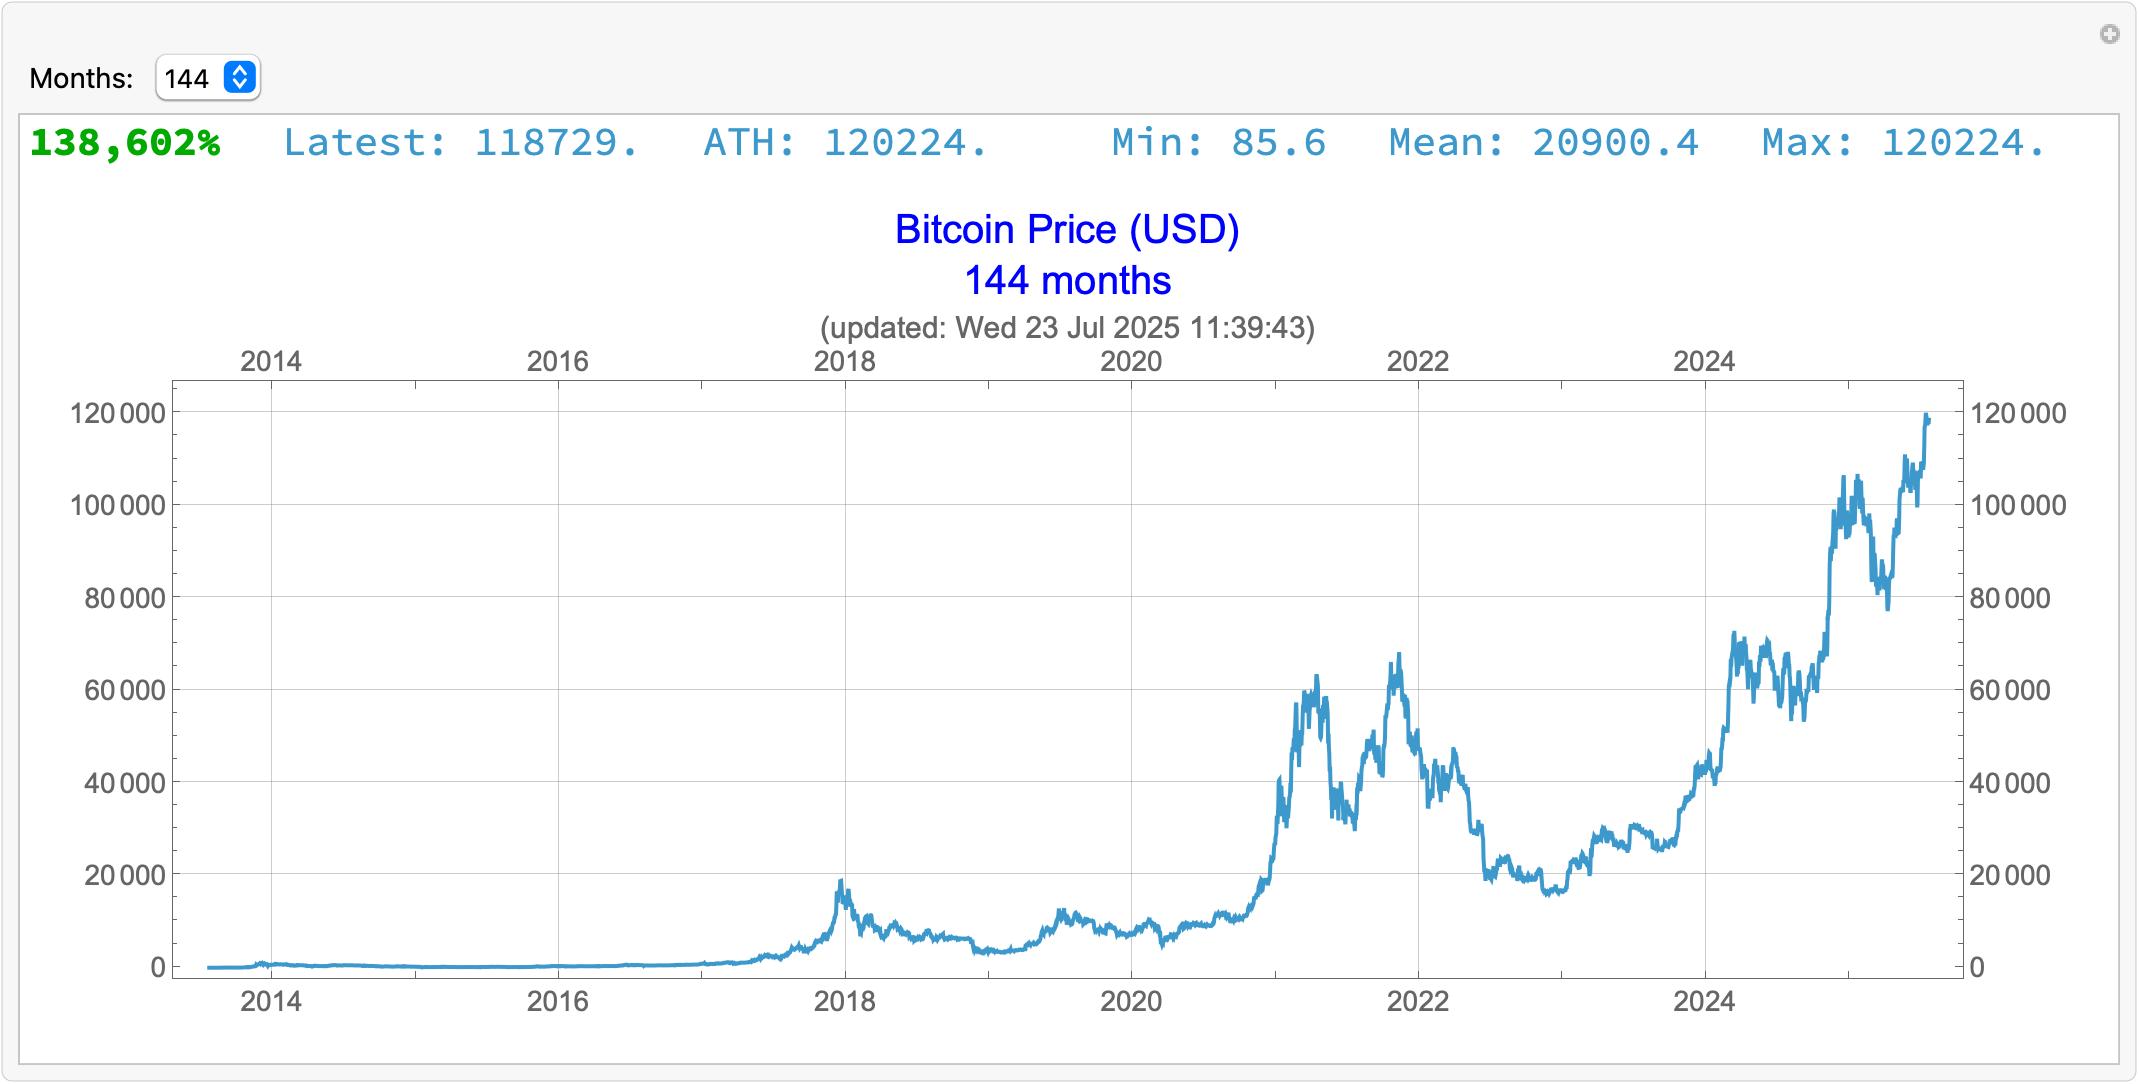 Months: 144
138,602% Latest: 118729. ATH: 120224. Min: 85.6 Mean: 20900.4 Max: 120224.
Bitcoin Price (USD)
144 months
(updated: Wed 23 Jul 2025 11:39:43)
2014 2016 2018 2020 2022 2024
120 000 120 000
100 000 100 000
80 000 80 000
60 000 60 000
40 000 40 000
20 000 20 000
0 0
2014 2016 2018 2020 2022 2024